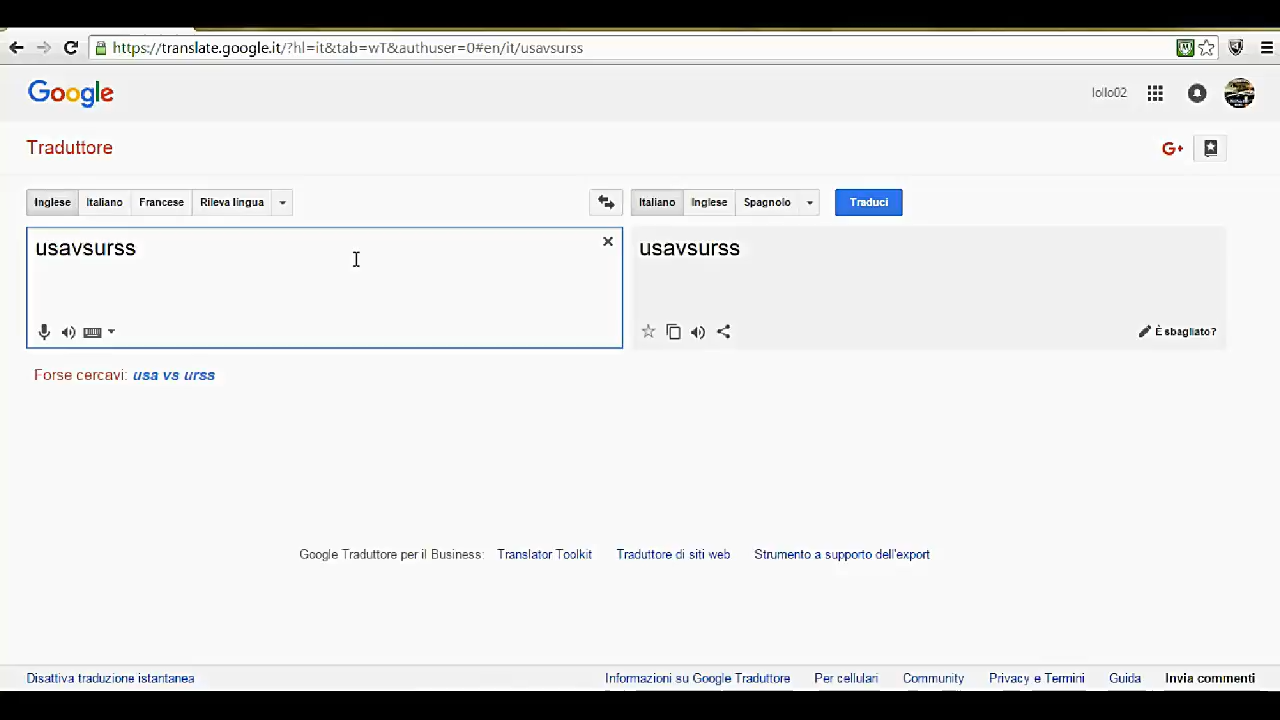 https://translate.google.it/?hl=it&tab=wT&authuser=0#en/it/usavsurss
Google
lollo02
Traduttore
G+
Inglese Italiano Francese Rileva lingua
Italiano Inglese Spagnolo Traduci
usavsurss
usavsurss
È sbagliato?
Forse cercavi: usa vs urss
Google Traduttore per il Business: Translator Toolkit Traduttore di siti web Strumento a supporto dell'export
Disattiva traduzione istantanea Informazioni su Google Traduttore Per cellulari Community Privacy e Termini Guida Invia commenti